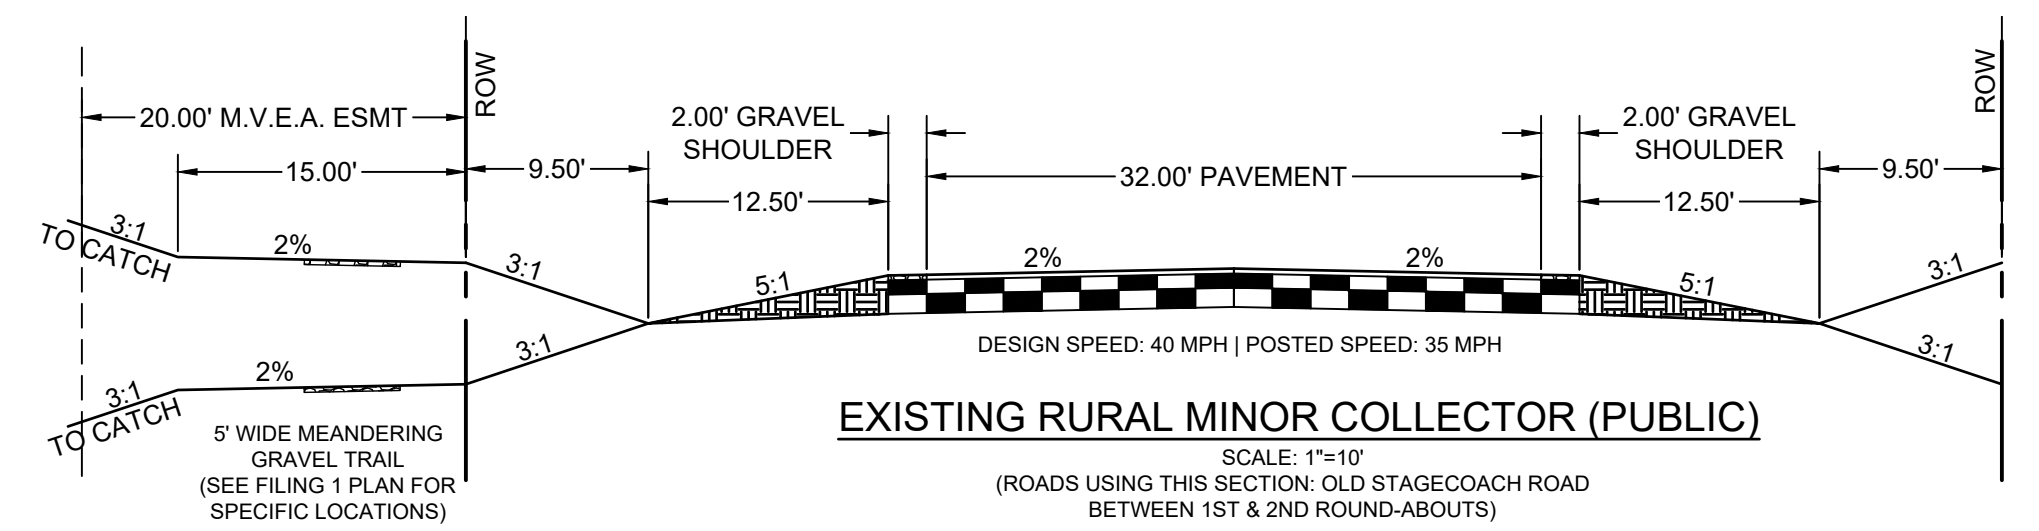 ROW
ROW
20.00' M.V.E.A. ESMT
2.00' GRAVEL
SHOULDER
2.00' GRAVEL
SHOULDER
15.00'
9.50'
32.00' PAVEMENT
9.50'
12.50'
12.50'
3:1
TO CATCH
2%
3:1
5:1
2%
2%
5:1
3:1
3:1
TO CATCH
2%
3:1
3:1
DESIGN SPEED: 40 MPH | POSTED SPEED: 35 MPH
5' WIDE MEANDERING
GRAVEL TRAIL
(SEE FILING 1 PLAN FOR
SPECIFIC LOCATIONS)
EXISTING RURAL MINOR COLLECTOR (PUBLIC)
SCALE: 1"=10'
(ROADS USING THIS SECTION: OLD STAGECOACH ROAD
BETWEEN 1ST & 2ND ROUND-ABOUTS)